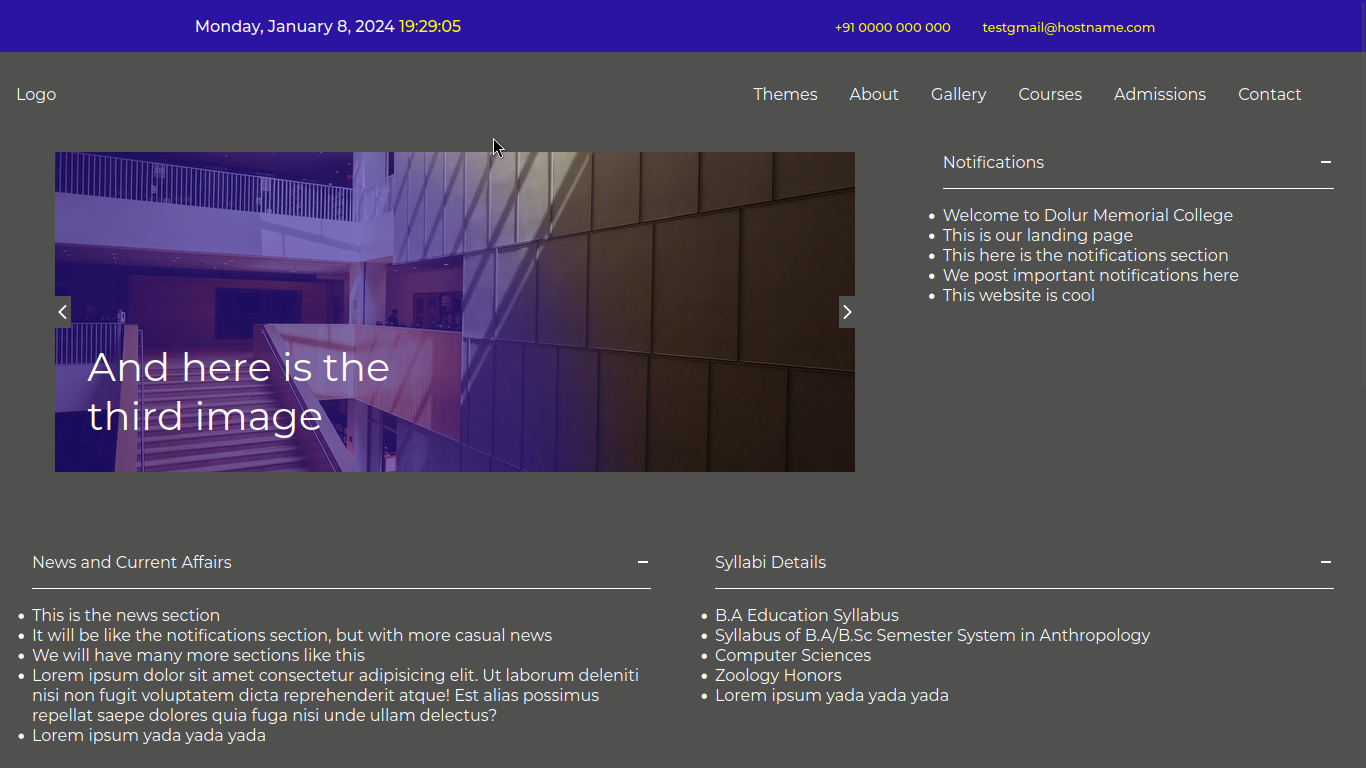 Monday, January 8, 2024 19:29:05
+91 0000 000 000
testgmail@hostname.com
Logo
Themes
About
Gallery
Courses
Admissions
Contact
And here is the
third image
Notifications
Welcome to Dolur Memorial College
This is our landing page
This here is the notifications section
We post important notifications here
This website is cool
News and Current Affairs
This is the news section
It will be like the notifications section, but with more casual news
We will have many more sections like this
Lorem ipsum dolor sit amet consectetur adipisicing elit. Ut laborum deleniti
nisi non fugit voluptatem dicta reprehenderit atque! Est alias possimus
repellat saepe dolores quia fuga nisi unde ullam delectus?
Lorem ipsum yada yada yada
Syllabi Details
B.A Education Syllabus
Syllabus of B.A/B.Sc Semester System in Anthropology
Computer Sciences
Zoology Honors
Lorem ipsum yada yada yada